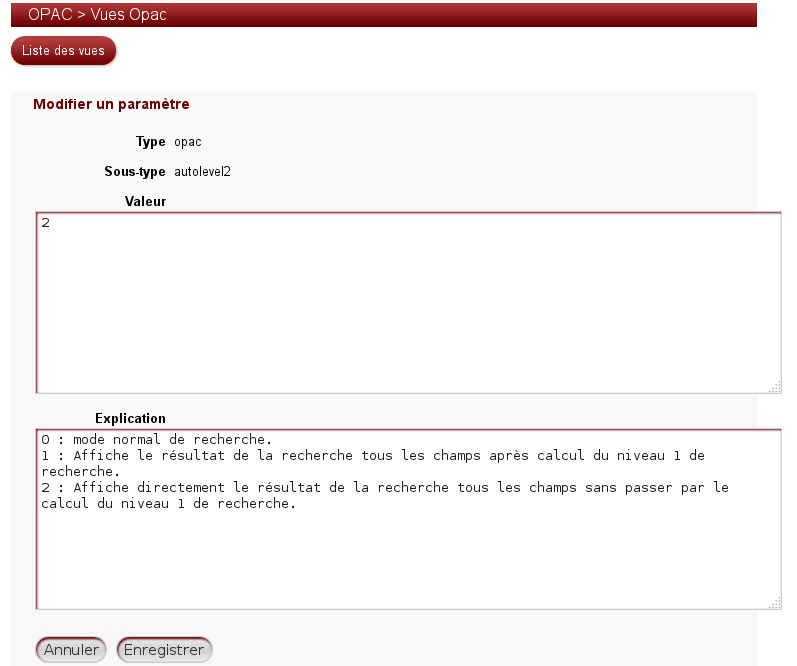 OPAC > Vues Opac
Liste des vues
Modifier un paramètre
Type opac
Sous-type autolevel2
Valeur
2
Explication
0 : mode normal de recherche.
1 : Affiche le résultat de la recherche tous les champs après calcul du niveau 1 de
recherche.
2 : Affiche directement le résultat de la recherche tous les champs sans passer par le
calcul du niveau 1 de recherche.
Annuler Enregistrer